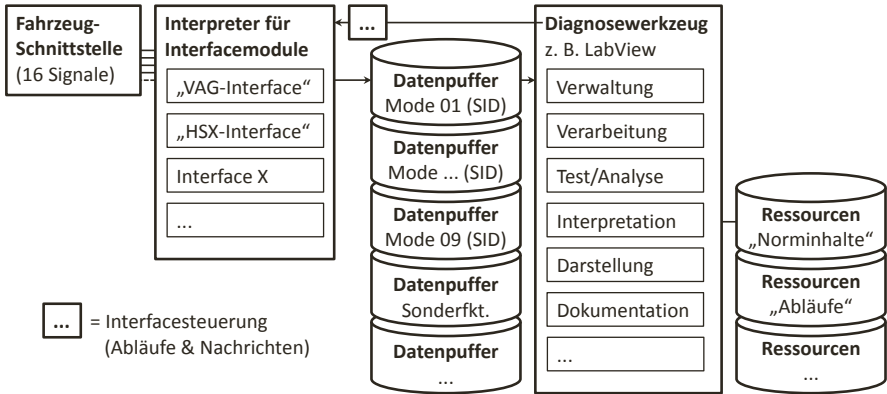 Fahrzeug-
Schnittstelle
(16 Signale)
Interpreter für
Interfacemodule
„VAG-Interface“
„HSX-Interface“
Interface X
...
...
Datenpuffer
Mode 01 (SID)
Datenpuffer
Mode ... (SID)
Datenpuffer
Mode 09 (SID)
Datenpuffer
Sonderfkt.
Datenpuffer
...
Diagnosewerkzeug
z. B. LabView
Verwaltung
Verarbeitung
Test/Analyse
Interpretation
Darstellung
Dokumentation
...
Ressourcen
„Norminhalte“
Ressourcen
„Abläufe“
Ressourcen
...
... = Interfacesteuerung
(Abläufe & Nachrichten)